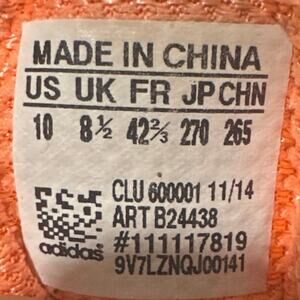 MADE IN CHINA
US UK FR JP CHN
10 8½ 42⅔ 270 265
CLU 600001 11/14
ART B24438
#111117819
9V7LZNQJ00141
adidas